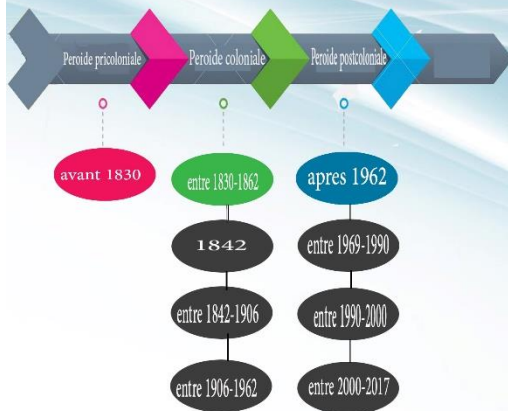 Peroide pricoloniale
Peroide coloniale
Peroide postcoloniale
avant 1830
entre 1830-1862
apres 1962
1842
entre 1969-1990
entre 1842-1906
entre 1990-2000
entre 1906-1962
entre 2000-2017